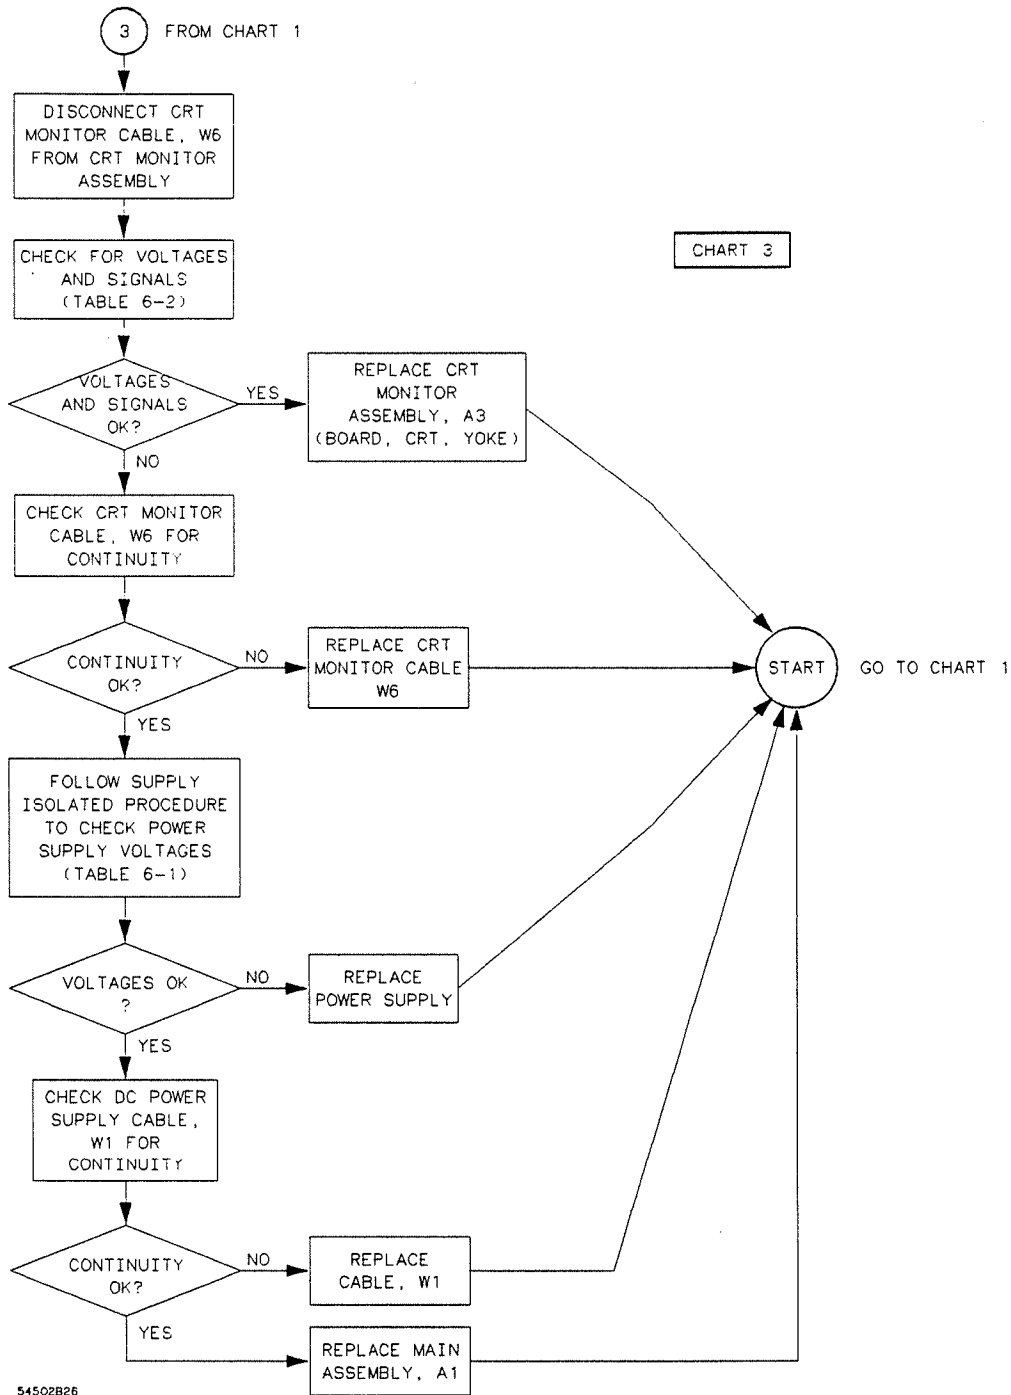 3 FROM CHART 1
DISCONNECT CRT
MONITOR CABLE, W6
FROM CRT MONITOR
ASSEMBLY
CHART 3
CHECK FOR VOLTAGES
AND SIGNALS
(TABLE 6-2)
VOLTAGES
AND SIGNALS
OK?
YES
REPLACE CRT
MONITOR
ASSEMBLY, A3
(BOARD, CRT, YOKE)
NO
CHECK CRT MONITOR
CABLE, W6 FOR
CONTINUITY
CONTINUITY
OK?
NO
REPLACE CRT
MONITOR CABLE
W6
START GO TO CHART 1
YES
FOLLOW SUPPLY
ISOLATED PROCEDURE
TO CHECK POWER
SUPPLY VOLTAGES
(TABLE 6-1)
VOLTAGES OK
?
NO
REPLACE
POWER SUPPLY
YES
CHECK DC POWER
SUPPLY CABLE,
W1 FOR
CONTINUITY
CONTINUITY
OK?
NO
REPLACE
CABLE, W1
YES
REPLACE MAIN
ASSEMBLY, A1
54502B26